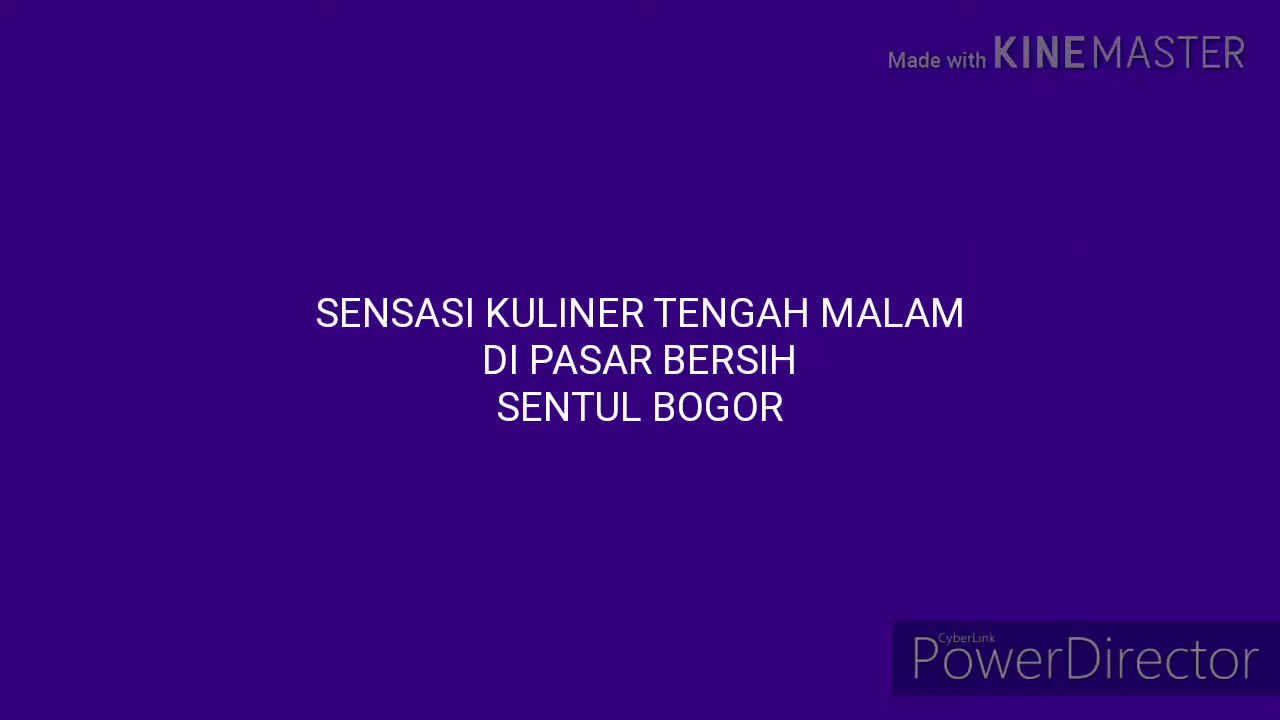 Made with KINEMASTER
SENSASI KULINER TENGAH MALAM
DI PASAR BERSIH
SENTUL BOGOR
CyberLink
PowerDirector